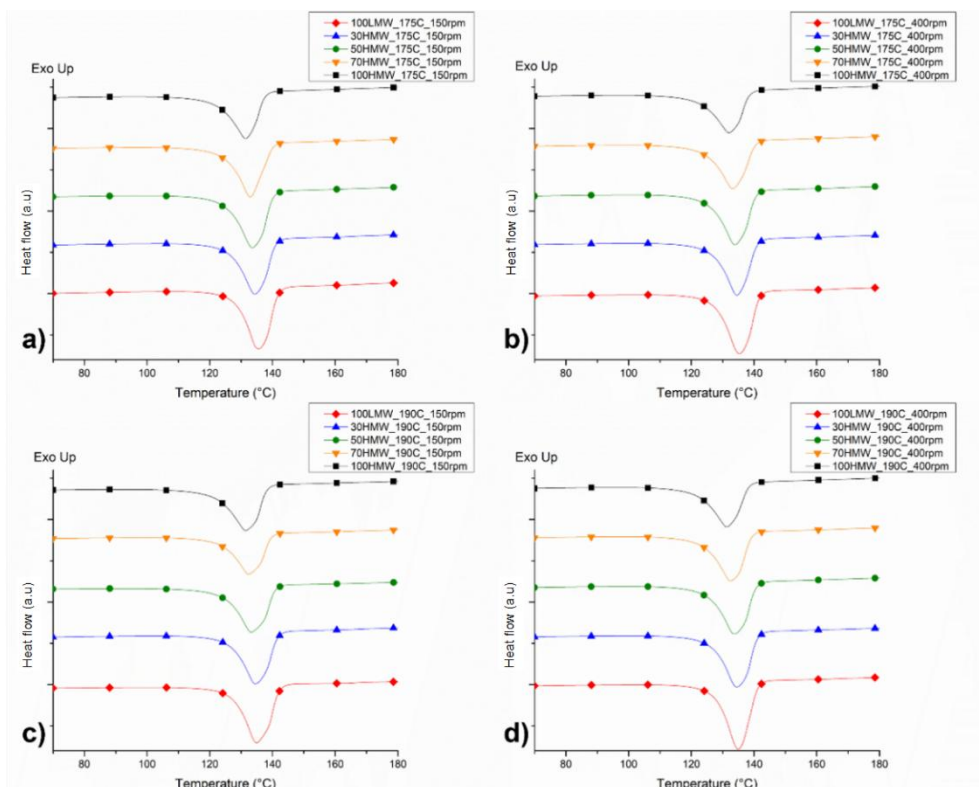 100LMW_175C_150rpm
30HMW_175C_150rpm
50HMW_175C_150rpm
70HMW_175C_150rpm
100HMW_175C_150rpm
Exo Up
Heat flow (a.u)
a)
80 100 120 140 160 180
Temperature (°C)
100LMW_175C_400rpm
30HMW_175C_400rpm
50HMW_175C_400rpm
70HMW_175C_400rpm
100HMW_175C_400rpm
Exo Up
Heat flow (a.u)
b)
80 100 120 140 160 180
Temperature (°C)
100LMW_190C_150rpm
30HMW_190C_150rpm
50HMW_190C_150rpm
70HMW_190C_150rpm
100HMW_190C_150rpm
Exo Up
Heat flow (a.u)
c)
80 100 120 140 160 180
Temperature (°C)
100LMW_190C_400rpm
30HMW_190C_400rpm
50HMW_190C_400rpm
70HMW_190C_400rpm
100HMW_190C_400rpm
Exo Up
Heat flow (a.u)
d)
80 100 120 140 160 180
Temperature (°C)